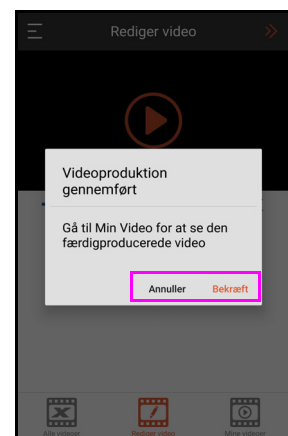 Rediger video
Videoproduktion
gennemført
Gå til Min Video for at se den
færdigproducerede video
Annuller Bekræft
Alle videoer Rediger video Mine videoer